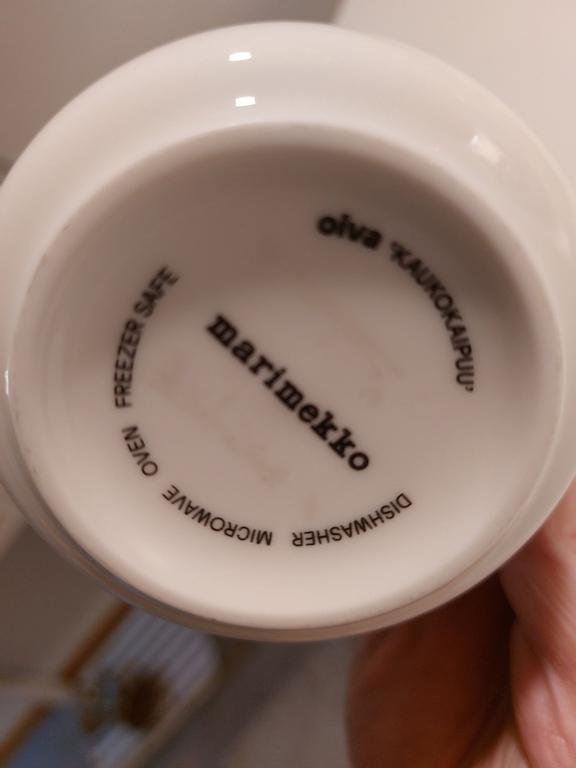 oiva 'KAUKOKAIPUU'
marimekko
DISHWASHER MICROWAVE OVEN FREEZER SAFE